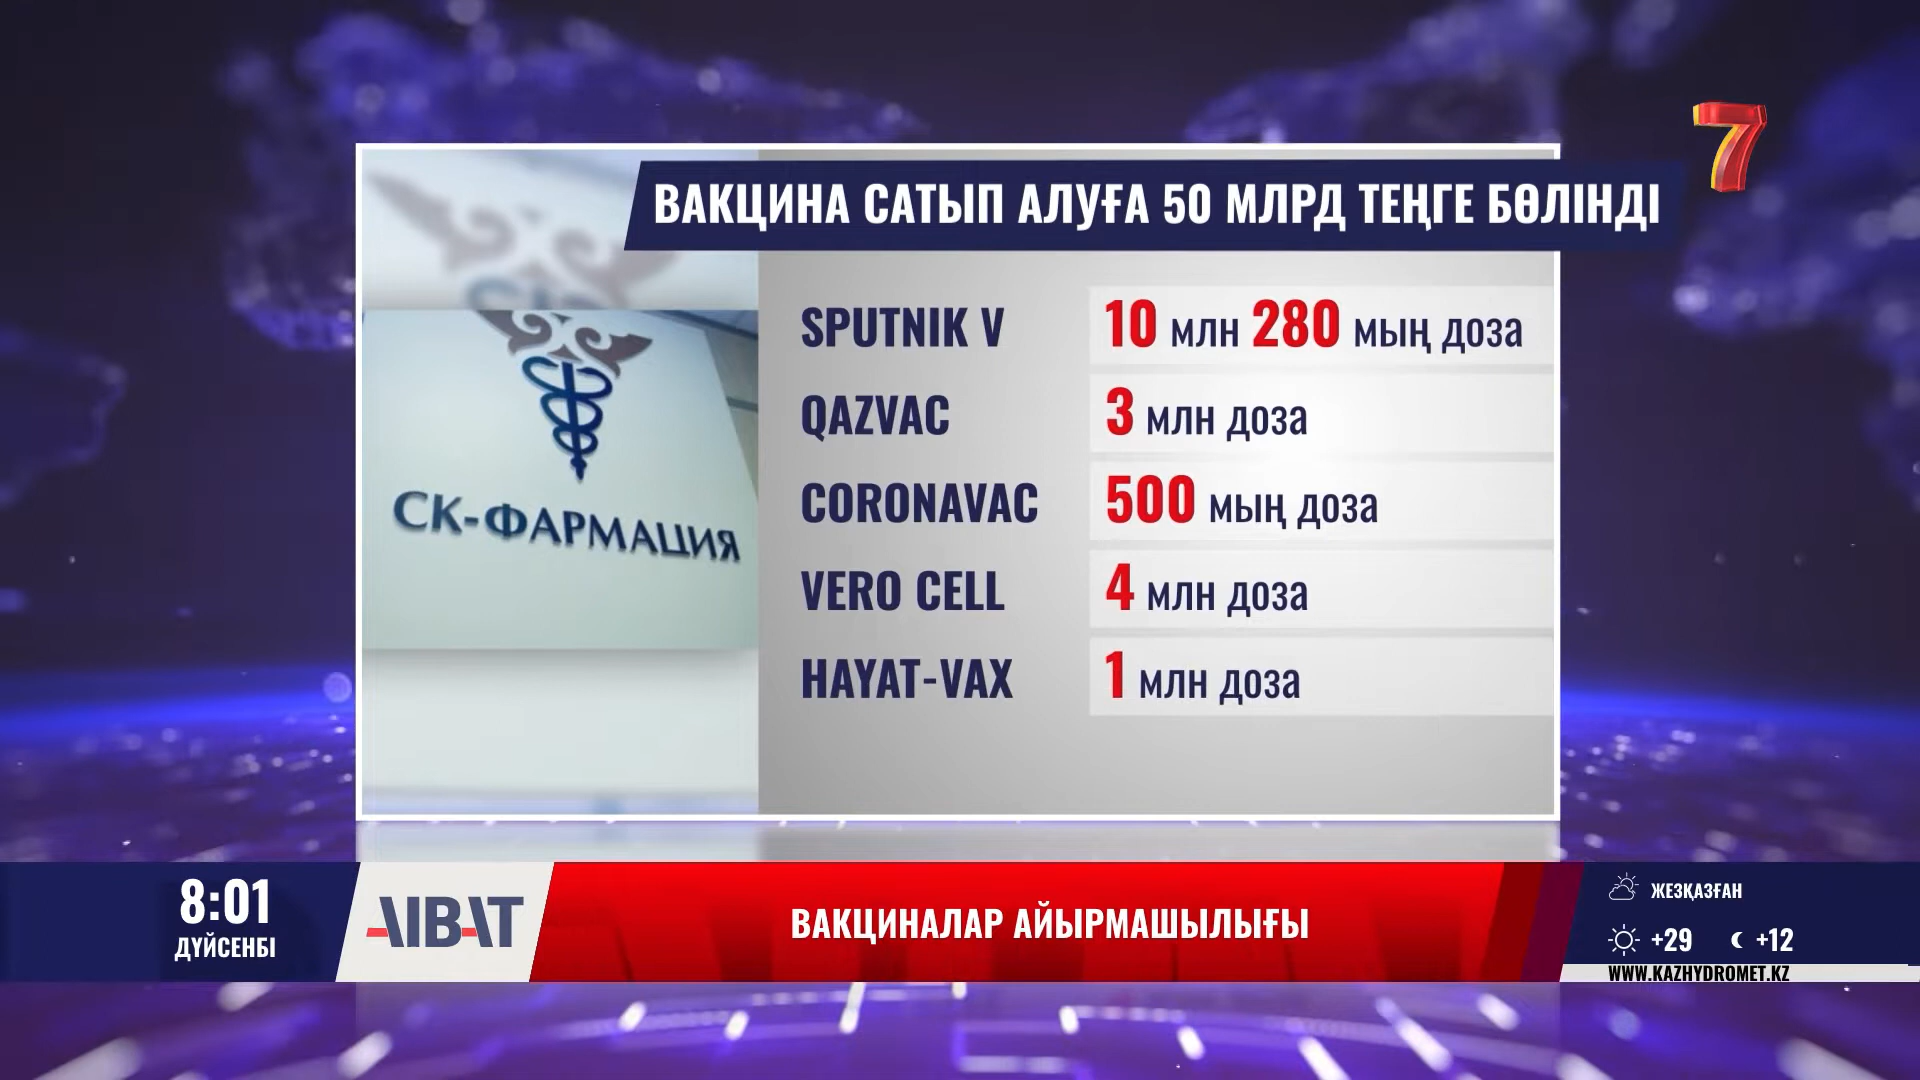 7
ВАКЦИНА САТЫП АЛУҒА 50 МЛРД ТЕҢГЕ БӨЛІНДІ
SPUTNIK V 10 млн 280 мың доза
QAZVAC 3 млн доза
CORONAVAC 500 мың доза
VERO CELL 4 млн доза
HAYAT-VAX 1 млн доза
СК-ФАРМАЦИЯ
8:01
ДҮЙСЕНБІ
AIBAT
ВАКЦИНАЛАР АЙЫРМАШЫЛЫҒЫ
ЖЕЗҚАЗҒАН
+29 +12
WWW.KAZHYDROMET.KZ